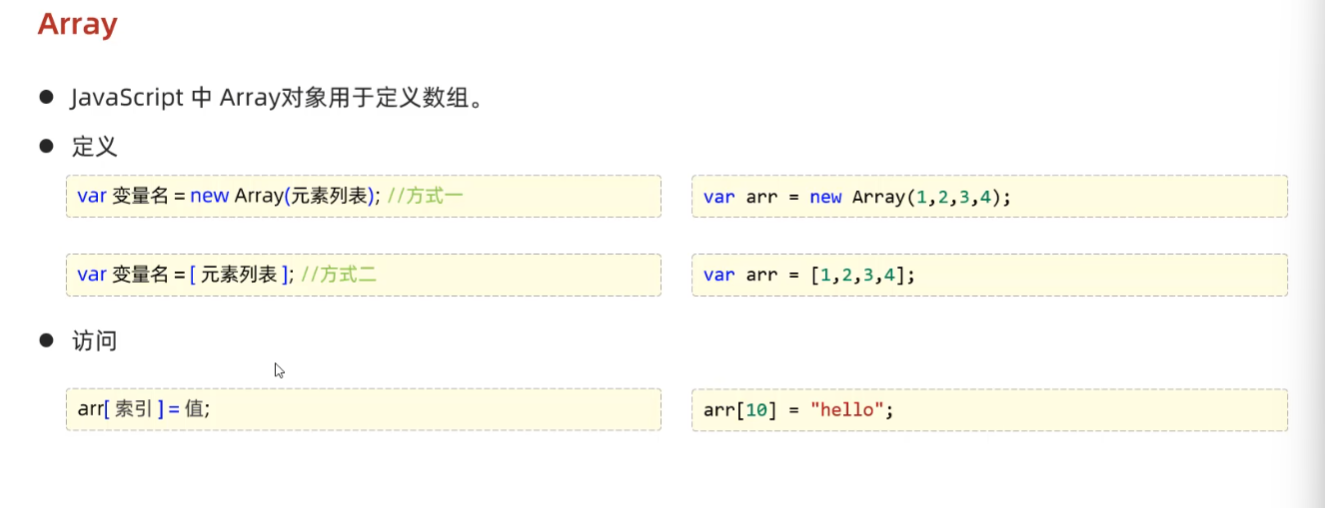 Array
JavaScript 中 Array对象用于定义数组。
定义
var 变量名 = new Array(元素列表); //方式一
var arr = new Array(1,2,3,4);
var 变量名 = [ 元素列表 ]; //方式二
var arr = [1,2,3,4];
访问
arr[ 索引 ] = 值;
arr[10] = "hello";